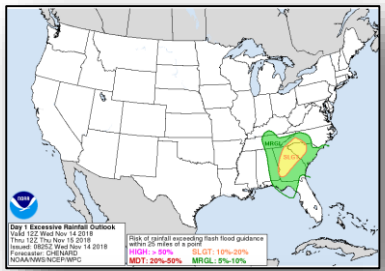 MRGL
SLGT
NOAA
Day 1 Excessive Rainfall Outlook
Valid 12Z Wed Nov 14 2018
Thru 12Z Thu Nov 15 2018
Issued: 0825Z Wed Nov 14 2018
Forecaster: CHENARD
NOAA/NWS/NCEP/WPC
Risk of rainfall exceeding flash flood guidance
within 25 miles of a point
HIGH: > 50% SLGT: 10%-20%
MDT: 20%-50% MRGL: 5%-10%